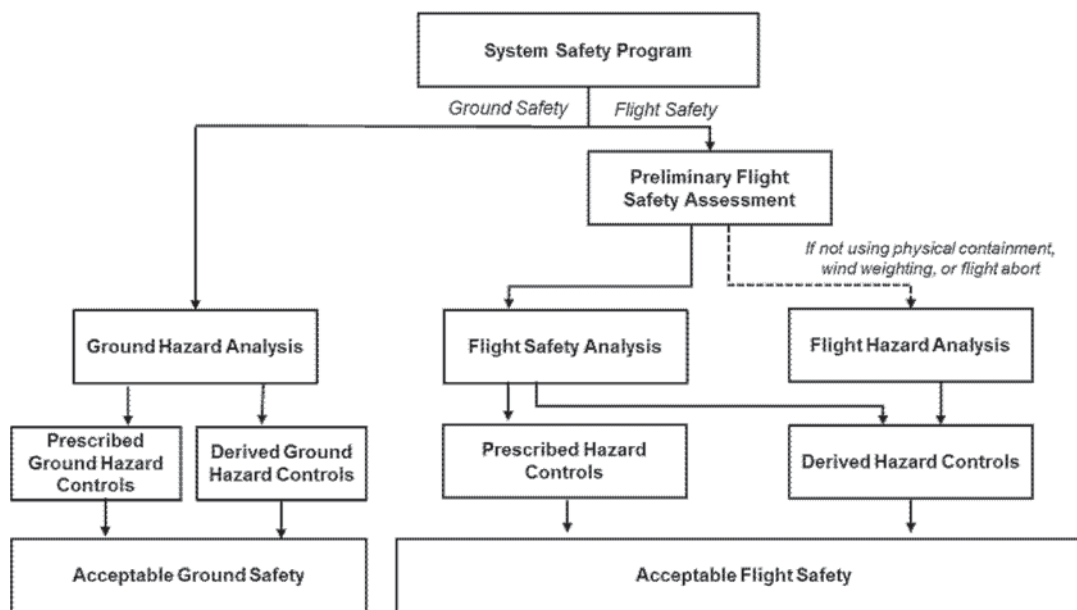 System Safety Program
Ground Safety
Flight Safety
Preliminary Flight
Safety Assessment
If not using physical containment,
wind weighting, or flight abort
Ground Hazard Analysis
Flight Safety Analysis
Flight Hazard Analysis
Prescribed
Ground Hazard
Controls
Derived Ground
Hazard Controls
Prescribed Hazard
Controls
Derived Hazard Controls
Acceptable Ground Safety
Acceptable Flight Safety